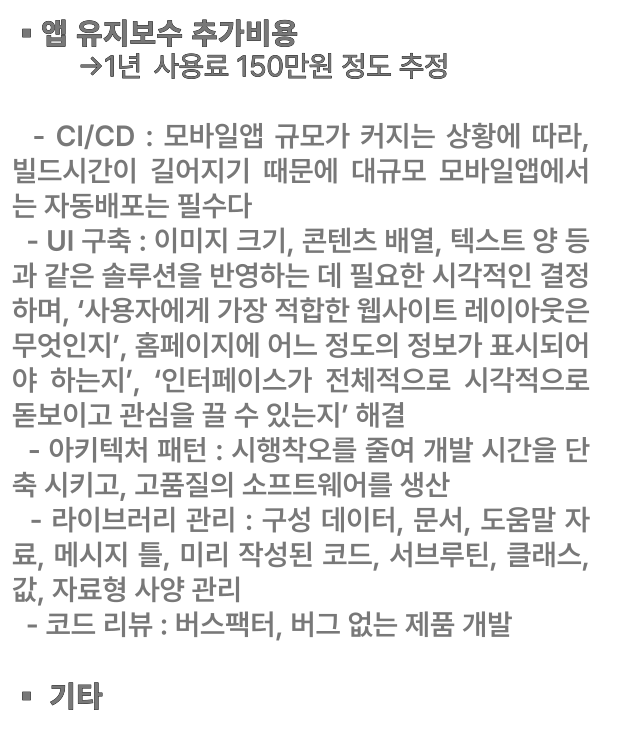 ▪ 앱 유지보수 추가비용
→1년 사용료 150만원 정도 추정
- CI/CD : 모바일앱 규모가 커지는 상황에 따라,
빌드시간이 길어지기 때문에 대규모 모바일앱에서
는 자동배포는 필수다
- UI 구축 : 이미지 크기, 콘텐츠 배열, 텍스트 양 등
과 같은 솔루션을 반영하는 데 필요한 시각적인 결정
하며, ‘사용자에게 가장 적합한 웹사이트 레이아웃은
무엇인지’, 홈페이지에 어느 정도의 정보가 표시되어
야 하는지’, ‘인터페이스가 전체적으로 시각적으로
돋보이고 관심을 끌 수 있는지’ 해결
- 아키텍처 패턴 : 시행착오를 줄여 개발 시간을 단
축 시키고, 고품질의 소프트웨어를 생산
- 라이브러리 관리 : 구성 데이터, 문서, 도움말 자
료, 메시지 틀, 미리 작성된 코드, 서브루틴, 클래스,
값, 자료형 사양 관리
- 코드 리뷰 : 버스팩터, 버그 없는 제품 개발
▪ 기타